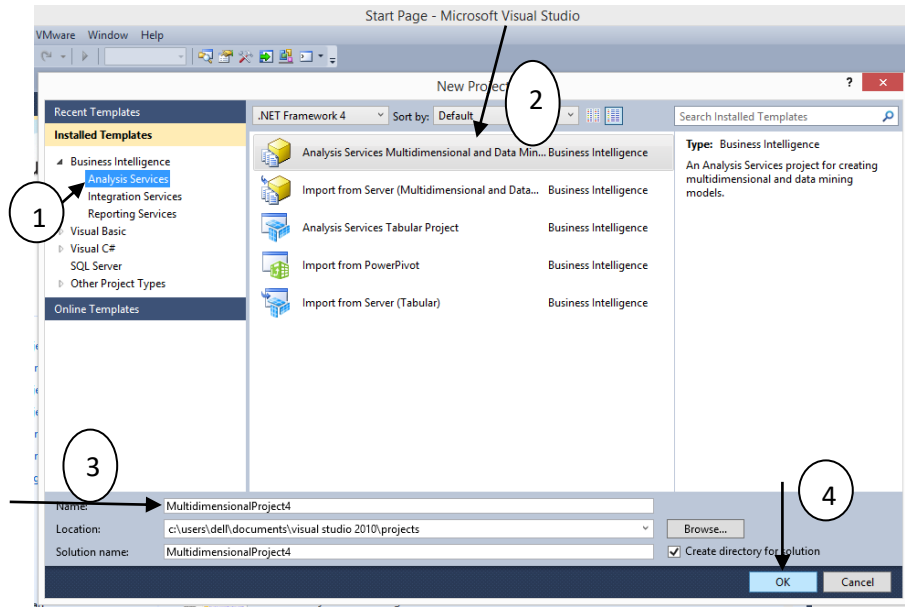 Start Page - Microsoft Visual Studio
VMware Window Help
New Projec
? ×
2
Recent Templates
.NET Framework 4 Sort by: Default
Search Installed Templates
Installed Templates
Business Intelligence
Analysis Services
Integration Services
Reporting Services
Visual Basic
Visual C#
SQL Server
Other Project Types
Online Templates
1
Analysis Services Multidimensional and Data Min... Business Intelligence
Import from Server (Multidimensional and Data... Business Intelligence
Analysis Services Tabular Project Business Intelligence
Import from PowerPivot Business Intelligence
Import from Server (Tabular) Business Intelligence
Type: Business Intelligence
An Analysis Services project for creating
multidimensional and data mining
models.
3
4
Name: MultidimensionalProject4
Location: c:\users\dell\documents\visual studio 2010\projects Browse...
Solution name: MultidimensionalProject4 Create directory for solution
OK Cancel